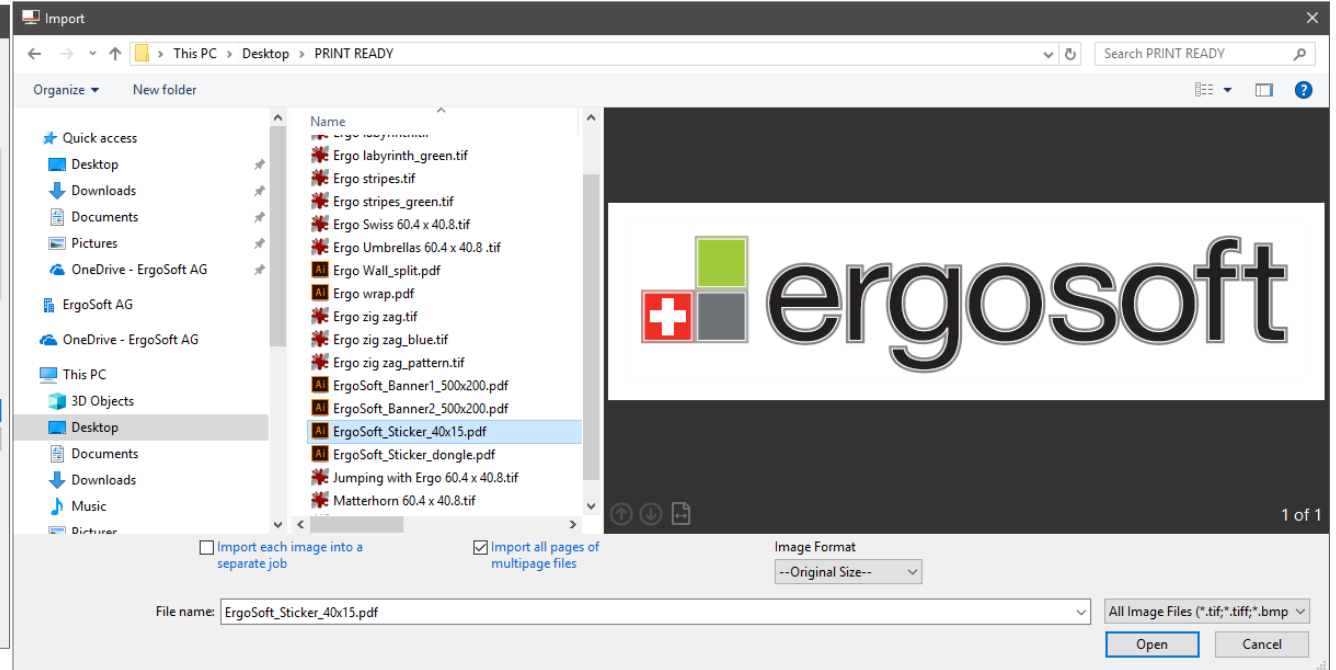 Import
This PC > Desktop > PRINT READY
Search PRINT READY
Organize
New folder
Quick access
Desktop
Downloads
Documents
Pictures
OneDrive - ErgoSoft AG
ErgoSoft AG
OneDrive - ErgoSoft AG
This PC
3D Objects
Desktop
Documents
Downloads
Music
Pictures
Name
Ergo labyrinth.tif
Ergo labyrinth_green.tif
Ergo stripes.tif
Ergo stripes_green.tif
Ergo Swiss 60.4 x 40.8.tif
Ergo Umbrellas 60.4 x 40.8 .tif
Ergo Wall_split.pdf
Ergo wrap.pdf
Ergo zig zag.tif
Ergo zig zag_blue.tif
Ergo zig zag_pattern.tif
ErgoSoft_Banner1_500x200.pdf
ErgoSoft_Banner2_500x200.pdf
ErgoSoft_Sticker_40x15.pdf
ErgoSoft_Sticker_dongle.pdf
Jumping with Ergo 60.4 x 40.8.tif
Matterhorn 60.4 x 40.8.tif
ergosoft
1 of 1
Import each image into a
separate job
Import all pages of
multipage files
Image Format
--Original Size--
File name: ErgoSoft_Sticker_40x15.pdf
All Image Files (*.tif;*.tiff;*.bmp
Open
Cancel